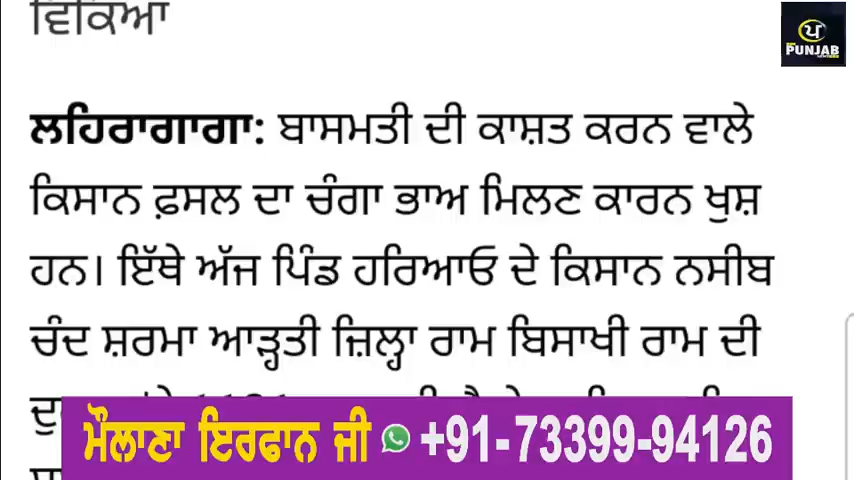 ਵਿਕਿਆ
ਪ
PUNJAB
ਲਹਿਰਾਗਾਗਾ: ਬਾਸਮਤੀ ਦੀ ਕਾਸ਼ਤ ਕਰਨ ਵਾਲੇ
ਕਿਸਾਨ ਫ਼ਸਲ ਦਾ ਚੰਗਾ ਭਾਅ ਮਿਲਣ ਕਾਰਨ ਖੁਸ਼
ਹਨ। ਇੱਥੇ ਅੱਜ ਪਿੰਡ ਹਰਿਆਓ ਦੇ ਕਿਸਾਨ ਨਸੀਬ
ਚੰਦ ਸ਼ਰਮਾ ਆੜ੍ਹਤੀ ਜ਼ਿਲ੍ਹਾ ਰਾਮ ਬਿਸਾਖੀ ਰਾਮ ਦੀ
ਮੌਲਾਣਾ ਇਰਫਾਨ ਜੀ +91-73399-94126